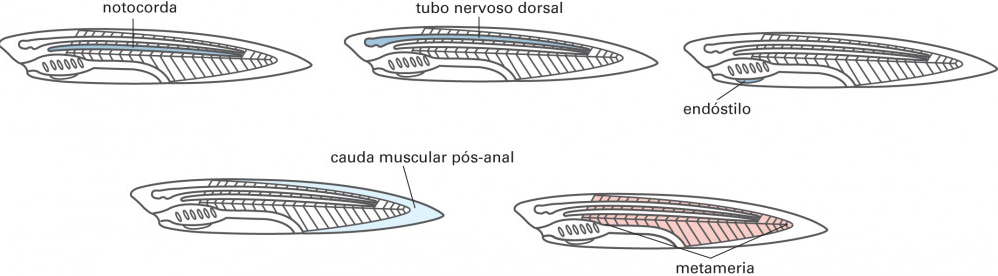 notocorda
tubo nervoso dorsal
endóstilo
cauda muscular pós-anal
metameria